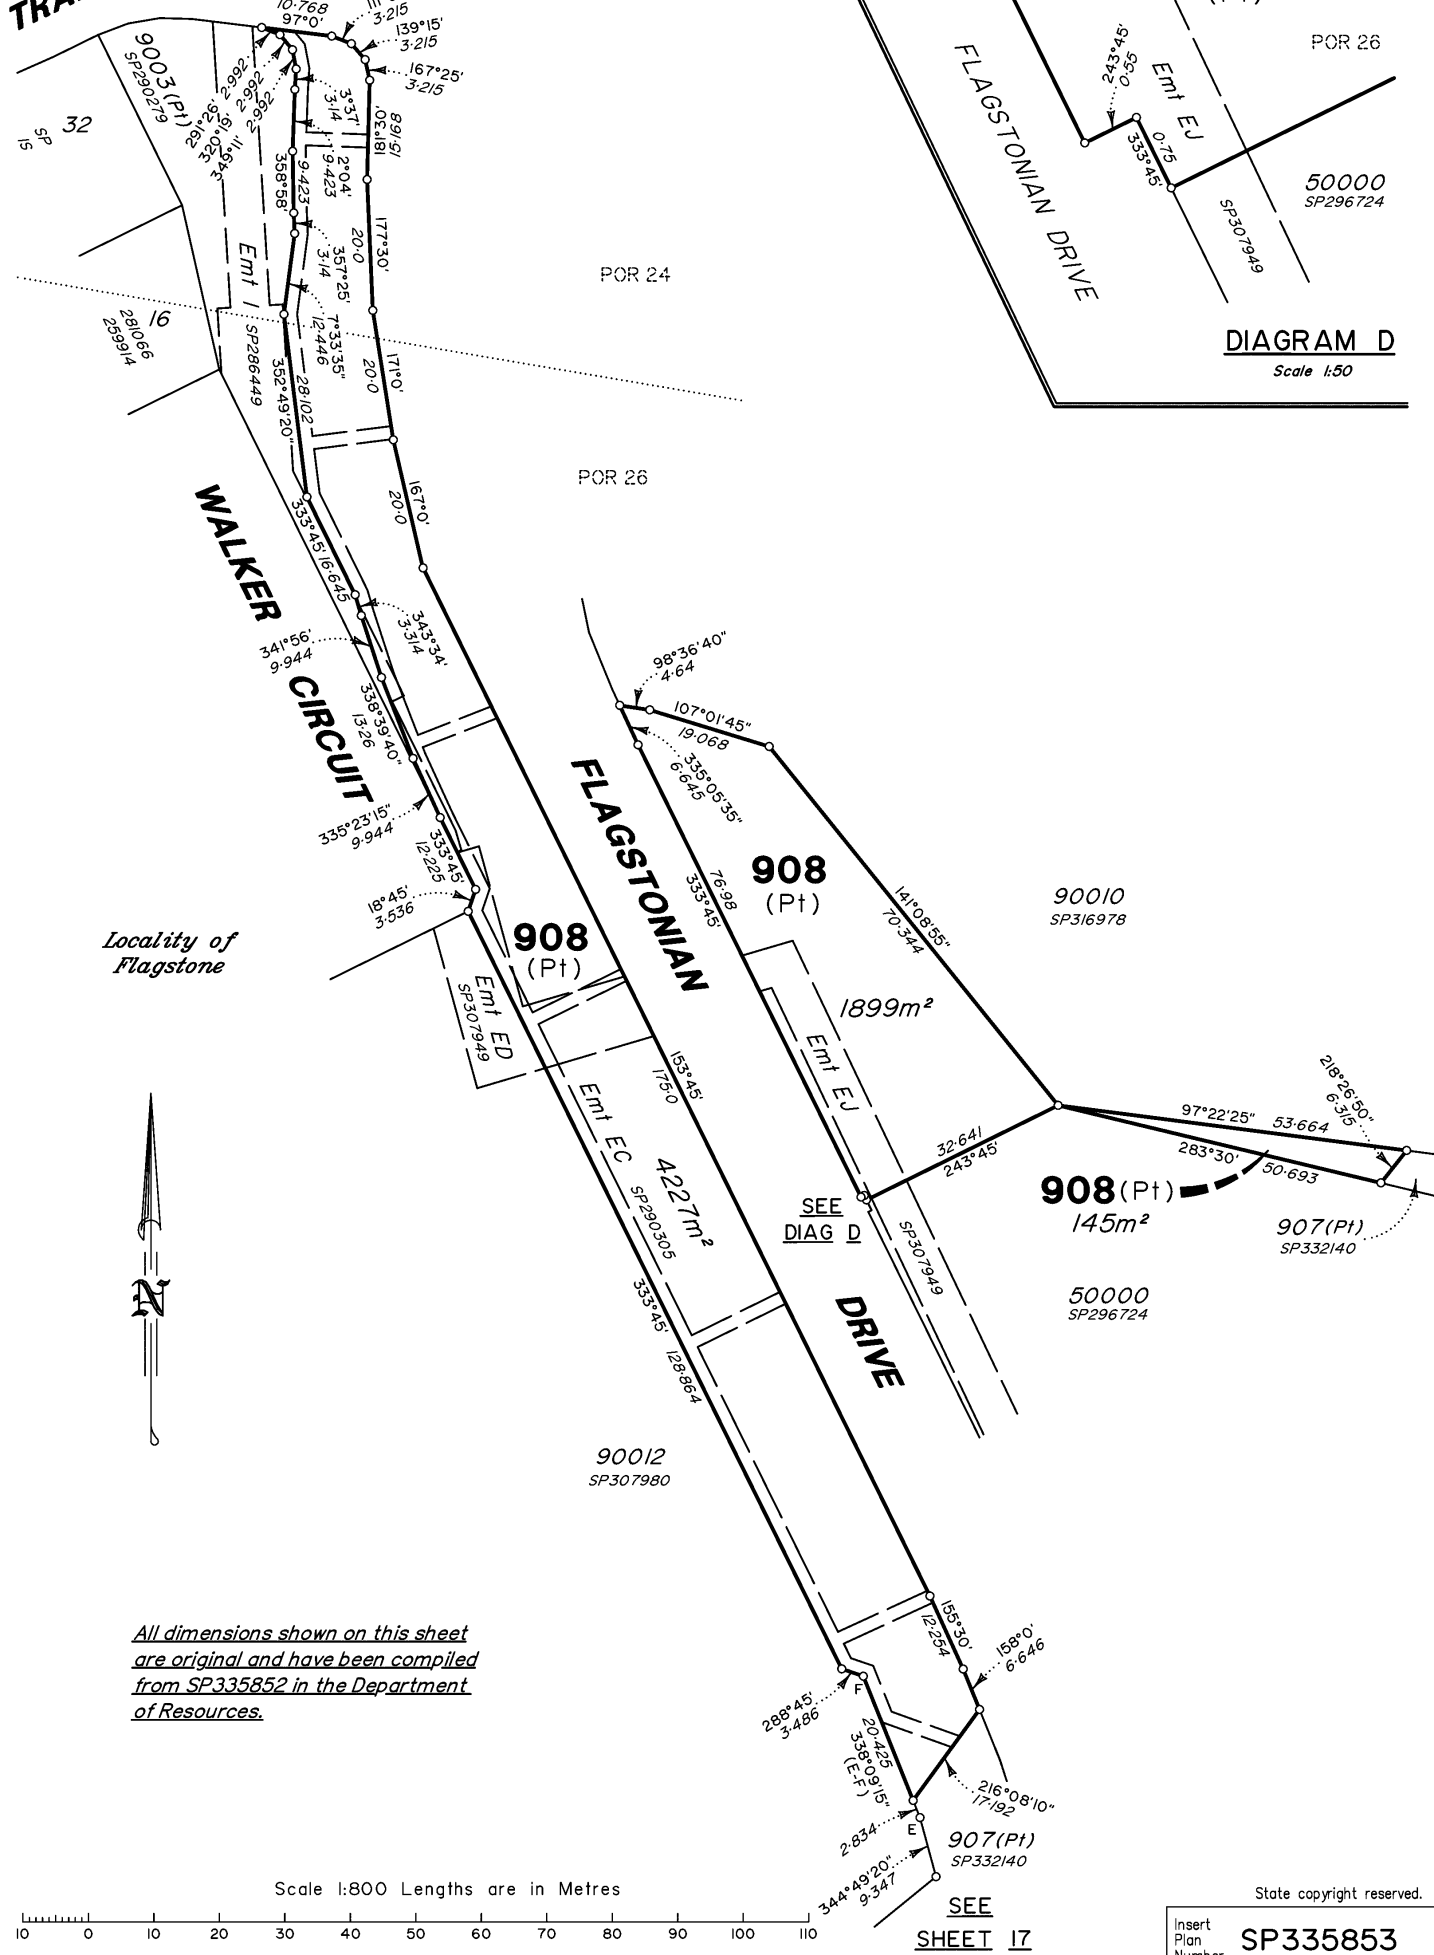 TRA
10·768
97°0'
3·215
139°15'
3·215
167°25'
3·215
9003 (Pt)
SP290279
32
SP
15
291°26' 2·992
320°19' 2·992
349°11' 2·992
3°37'
3·14
181°30'
15·168
358°58'
9·423
2°04'
9·423
177°30'
20·0
357°25'
3·14
Emt I
SP286449
7°33'35"
12·446
16
281066
259914
171°0'
20·0
352°49'20"
28·102
POR 24
POR 26
167°0'
20·0
333°45'
16·645
343°34'
3·314
341°56'
9·944
338°39'40"
13·26
335°23'15"
9·944
333°45'
12·225
18°45'
3·536
WALKER CIRCUIT
FLAGSTONIAN DRIVE
243°45'
0·55
Emt EJ
0·75
333°45'
POR 26
50000
SP296724
SP307949
FLAGSTONIAN DRIVE
DIAGRAM D
Scale 1:50
98°36'40"
4·64
107°01'45"
19·068
335°05'35"
6·645
76·98
333°45'
908
(Pt)
141°08'55"
70·344
90010
SP316978
1899m²
Emt EJ
908
(Pt)
Locality of
Flagstone
Emt ED
SP307949
153°45'
175·0
Emt EC
SP290305
4227m²
32·641
243°45'
SEE
DIAG D
SP307949
97°22'25" 53·664
218°26'50"
6·315
283°30' 50·693
908 (Pt)
145m²
907(Pt)
SP332140
50000
SP296724
N
333°45'
128·864
90012
SP307980
All dimensions shown on this sheet
are original and have been compiled
from SP335852 in the Department
of Resources.
155°30'
12·254
158°0'
6·646
288°45'
3·486
F
20·425
338°09'15"
(E-F)
216°08'10"
17·192
2·834
E
907(Pt)
SP332140
344°49'20"
9·347
SEE
SHEET 17
Scale 1:800 Lengths are in Metres
10 0 10 20 30 40 50 60 70 80 90 100 110
State copyright reserved.
Insert
Plan
Number
SP335853